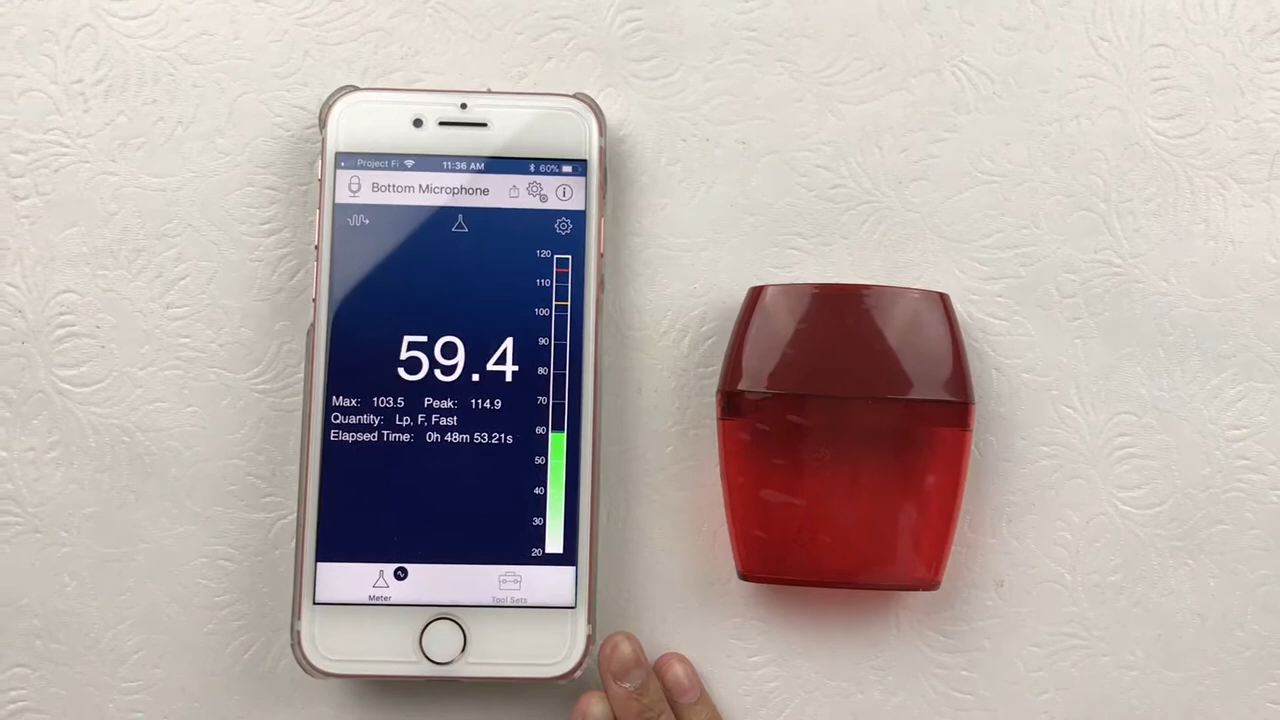 Project Fi 11:36 AM 60%
Bottom Microphone
120
110
100
90
80
70
60
50
40
30
20
59.4
Max: 103.5 Peak: 114.9
Quantity: Lp, F, Fast
Elapsed Time: 0h 48m 53.21s
Meter Tool Sets